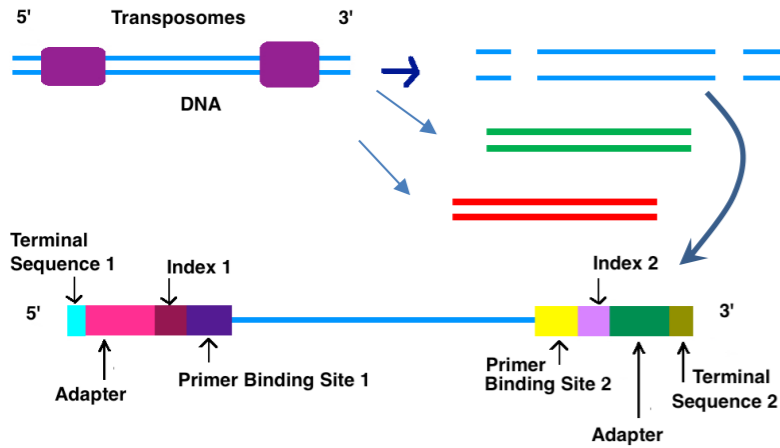 5'
Transposomes
3'
DNA
Terminal
Sequence 1
Index 1
Index 2
5'
3'
Adapter
Primer Binding Site 1
Primer
Binding Site 2
Terminal
Sequence 2
Adapter